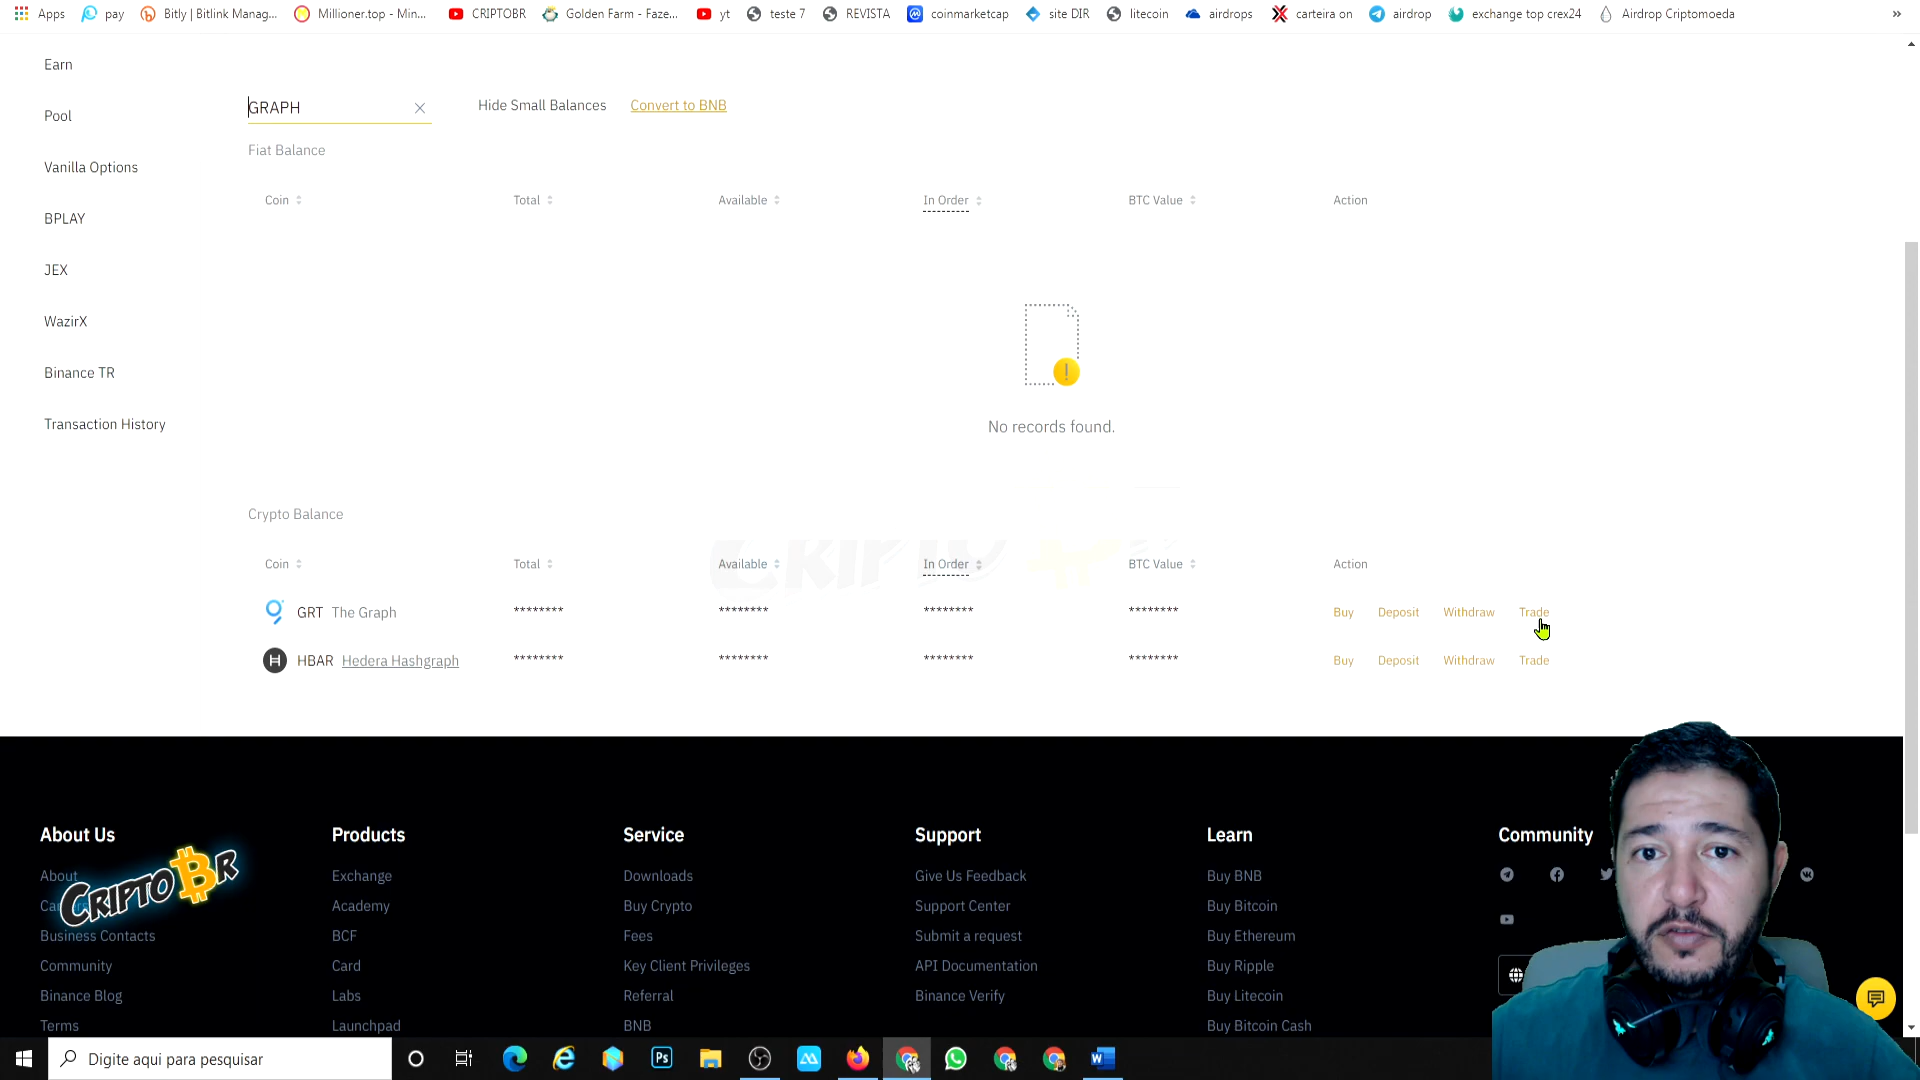 Apps pay Bitly | Bitlink Manag... Millioner.top - Min... CRIPTOBR Golden Farm - Faze... yt teste 7 REVISTA coinmarketcap site DIR litecoin airdrops carteira on airdrop exchange top crex24 Airdrop Criptomoeda »
Earn
Pool
Vanilla Options
BPLAY
JEX
WazirX
Binance TR
Transaction History
GRAPH Hide Small Balances Convert to BNB
Fiat Balance
Coin Total Available In Order BTC Value Action
No records found.
Crypto Balance
Coin Total Available In Order BTC Value Action
GRT The Graph ******** ******** ******** ******** Buy Deposit Withdraw Trade
HBAR Hedera Hashgraph ******** ******** ******** ******** Buy Deposit Withdraw Trade
About Us Products Service Support Learn Community
About Exchange Downloads Give Us Feedback Buy BNB
Academy Buy Crypto Support Center Buy Bitcoin
Business Contacts BCF Fees Submit a request Buy Ethereum
Community Card Key Client Privileges API Documentation Buy Ripple
Binance Blog Labs Referral Binance Verify Buy Litecoin
Terms Launchpad BNB Buy Bitcoin Cash
CRIPTOBR
Digite aqui para pesquisar